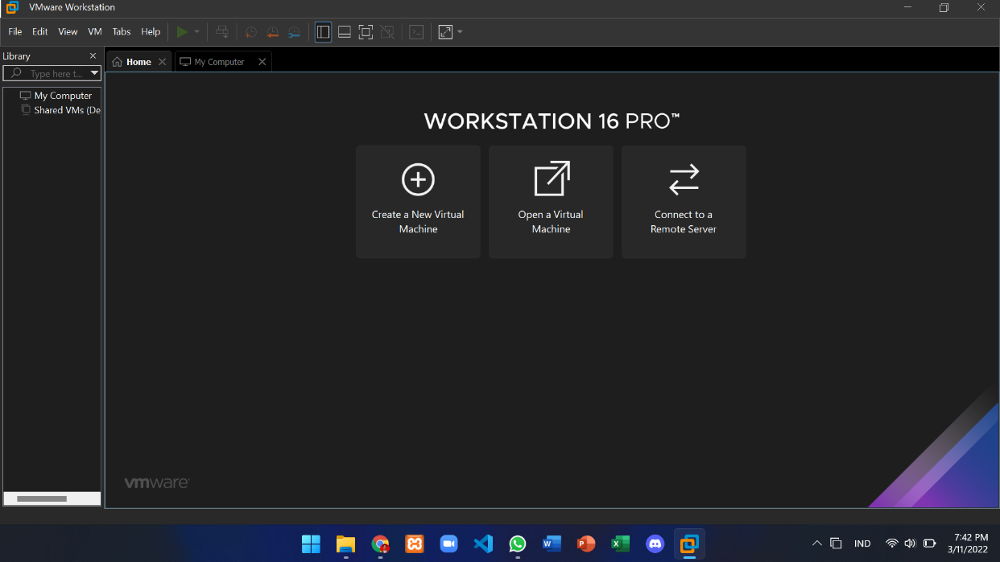 VMware Workstation
File Edit View VM Tabs Help
Library
Home
My Computer
Type here t...
My Computer
Shared VMs (De
WORKSTATION 16 PRO™
Create a New Virtual
Machine
Open a Virtual
Machine
Connect to a
Remote Server
vmware
IND
7:42 PM
3/11/2022